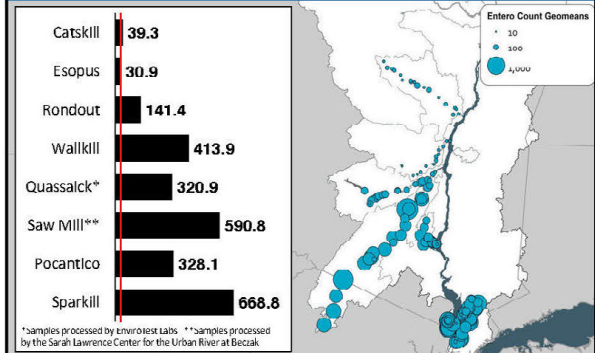 Catskill 39.3
Esopus 30.9
Rondout 141.4
Wallkill 413.9
Quassaick* 320.9
Saw Mill** 590.8
Pocantico 328.1
Sparkill 668.8
*Samples processed by EnviroTest Labs **Samples processed
by the Sarah Lawrence Center for the Urban River at Beczak
Entero Count Geomeans
10
100
1,000